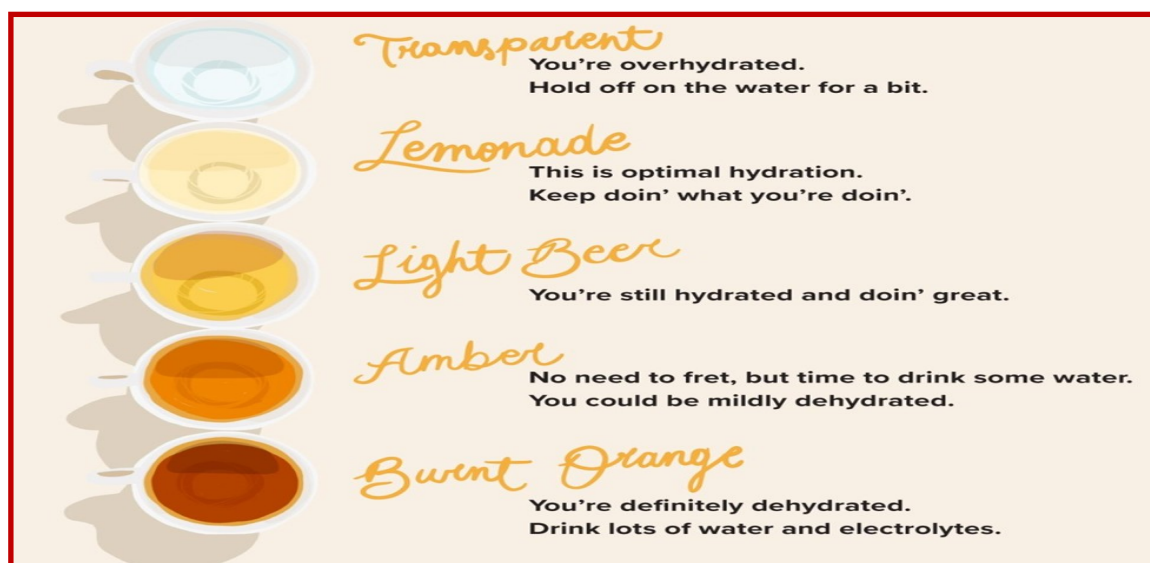 Transparent
You're overhydrated.
Hold off on the water for a bit.
Lemonade
This is optimal hydration.
Keep doin' what you're doin'.
Light Beer
You're still hydrated and doin' great.
Amber
No need to fret, but time to drink some water.
You could be mildly dehydrated.
Burnt Orange
You're definitely dehydrated.
Drink lots of water and electrolytes.